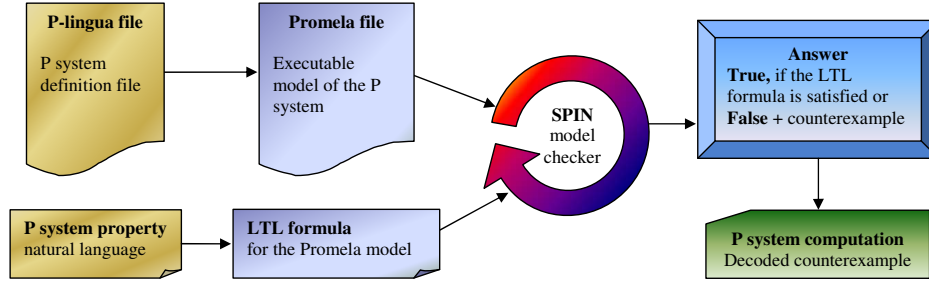 P-lingua file
P system
definition file
Promela file
Executable
model of the P
system
SPIN
model
checker
Answer
True, if the LTL
formula is satisfied or
False + counterexample
P system property
natural language
LTL formula
for the Promela model
P system computation
Decoded counterexample